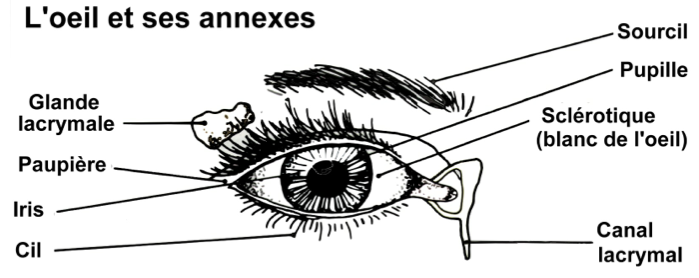 L'oeil et ses annexes
Sourcil
Pupille
Sclérotique
(blanc de l'oeil)
Glande
lacrymale
Paupière
Iris
Cil
Canal
lacrymal